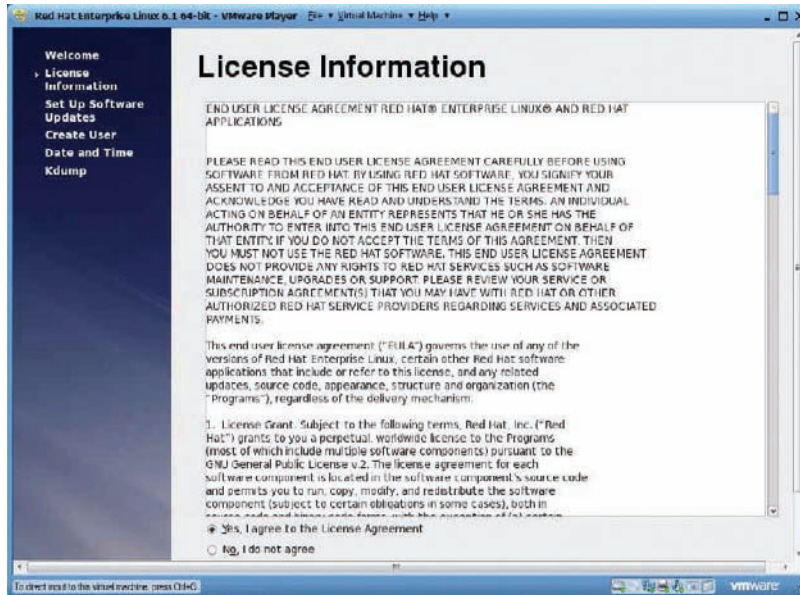 Red Hat Enterprise Linux 6.1 64-bit - VMware Player File ▾ Virtual Machine ▾ Help ▾
Welcome
License
Information
Set Up Software
Updates
Create User
Date and Time
Kdump
License Information
END USER LICENSE AGREEMENT RED HAT® ENTERPRISE LINUX® AND RED HAT
APPLICATIONS
PLEASE READ THIS END USER LICENSE AGREEMENT CAREFULLY BEFORE USING
SOFTWARE FROM RED HAT. BY USING RED HAT SOFTWARE, YOU SIGNIFY YOUR
ASSENT TO AND ACCEPTANCE OF THIS END USER LICENSE AGREEMENT AND
ACKNOWLEDGE YOU HAVE READ AND UNDERSTAND THE TERMS. AN INDIVIDUAL
ACTING ON BEHALF OF AN ENTITY REPRESENTS THAT HE OR SHE HAS THE
AUTHORITY TO ENTER INTO THIS END USER LICENSE AGREEMENT ON BEHALF OF
THAT ENTITY. IF YOU DO NOT ACCEPT THE TERMS OF THIS AGREEMENT, THEN
YOU MUST NOT USE THE RED HAT SOFTWARE. THIS END USER LICENSE AGREEMENT
DOES NOT PROVIDE ANY RIGHTS TO RED HAT SERVICES SUCH AS SOFTWARE
MAINTENANCE, UPGRADES OR SUPPORT. PLEASE REVIEW YOUR SERVICE OR
SUBSCRIPTION AGREEMENT(S) THAT YOU MAY HAVE WITH RED HAT OR OTHER
AUTHORIZED RED HAT SERVICE PROVIDERS REGARDING SERVICES AND ASSOCIATED
PAYMENTS.
This end user license agreement ("EULA") governs the use of any of the
versions of Red Hat Enterprise Linux, certain other Red Hat software
applications that include or refer to this license, and any related
updates, source code, appearance, structure and organization (the
"Programs"), regardless of the delivery mechanism.
1. License Grant. Subject to the following terms, Red Hat, Inc. ("Red
Hat") grants to you a perpetual, worldwide license to the Programs
(most of which include multiple software components) pursuant to the
GNU General Public License v.2. The license agreement for each
software component is located in the software component's source code
and permits you to run, copy, modify, and redistribute the software
component (subject to certain obligations in some cases), both in
source code and binary code forms, with the exception of (a) certain
Yes, I agree to the License Agreement
No, I do not agree
To direct input to this virtual machine, press Ctrl+G.
vmware